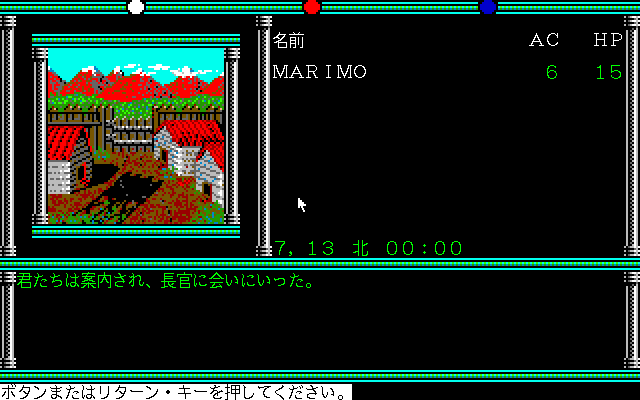 名前 AC HP
MARIMO 6 15
7, 13 北 00:00
君たちは案内され、長官に会いにいった。
ボタンまたはリターン・キーを押してください。